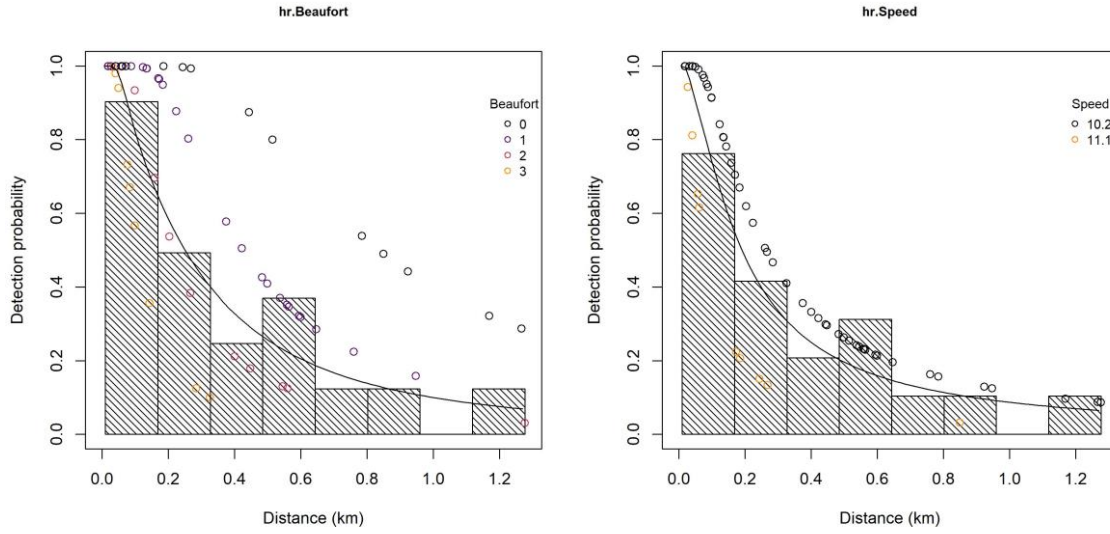 hr.Beaufort
Detection probability
1.0
0.8
0.6
0.4
0.2
0.0
Beaufort
0
1
2
3
0.0 0.2 0.4 0.6 0.8 1.0 1.2
Distance (km)
hr.Speed
Detection probability
1.0
0.8
0.6
0.4
0.2
0.0
Speed
10.2
11.1
0.0 0.2 0.4 0.6 0.8 1.0 1.2
Distance (km)